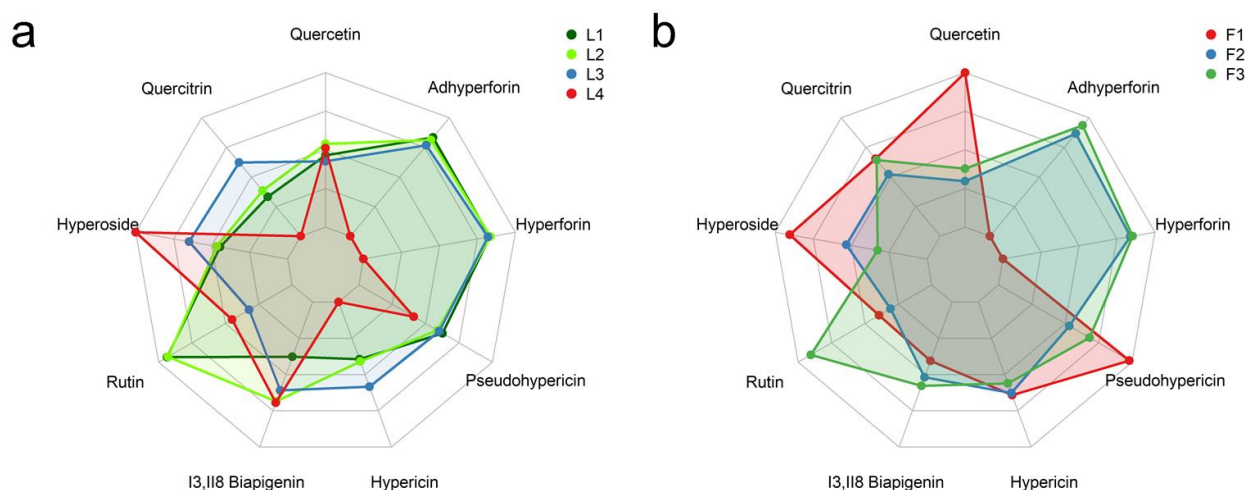 a
Quercetin
L1
L2
L3
L4
Adhyperforin
Quercitrin
Hyperoside
Hyperforin
Rutin
Pseudohypericin
I3,II8 Biapigenin
Hypericin
b
Quercetin
F1
F2
F3
Adhyperforin
Quercitrin
Hyperoside
Hyperforin
Rutin
Pseudohypericin
I3,II8 Biapigenin
Hypericin